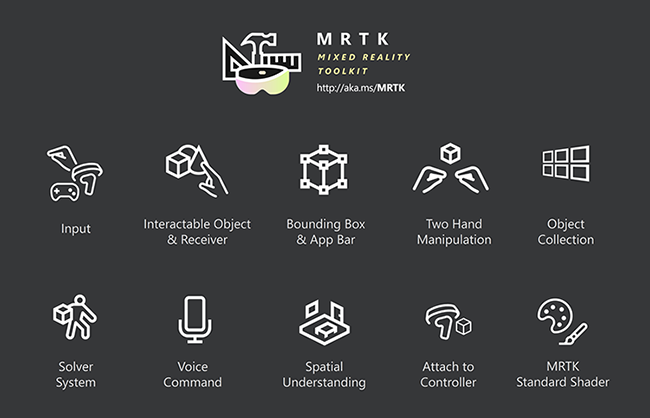 MRTK
MIXED REALITY
TOOLKIT
http://aka.ms/MRTK
Input
Interactable Object
& Receiver
Bounding Box
& App Bar
Two Hand
Manipulation
Object
Collection
Solver
System
Voice
Command
Spatial
Understanding
Attach to
Controller
MRTK
Standard Shader